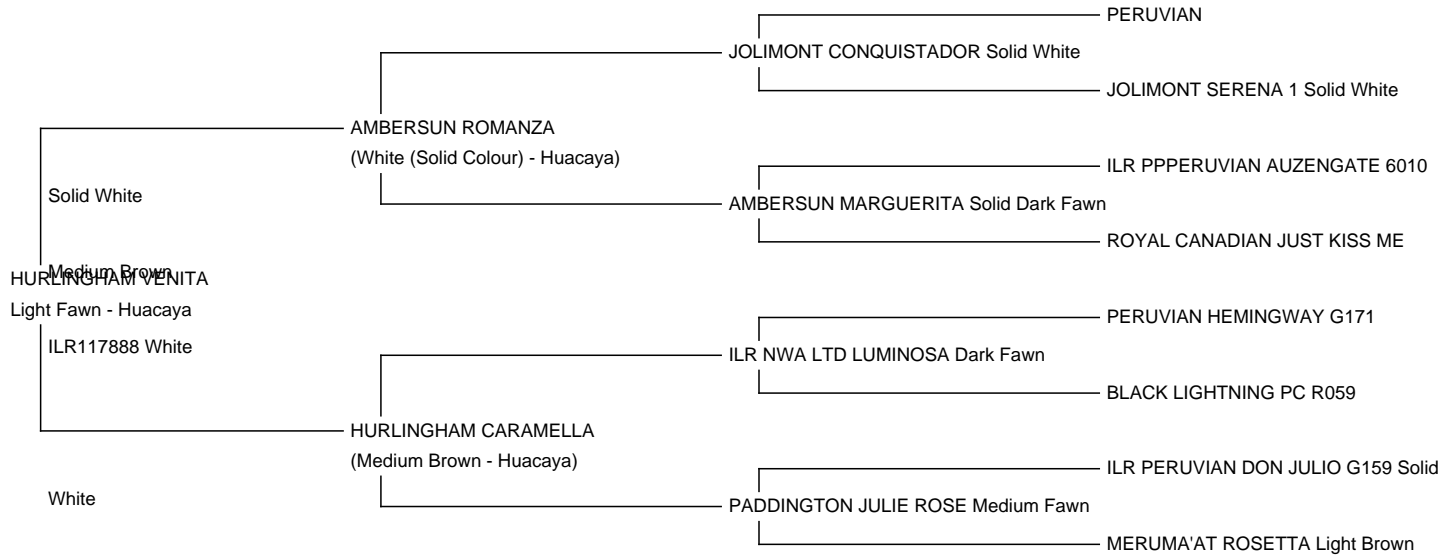 PERUVIAN
JOLIMONT CONQUISTADOR Solid White
JOLIMONT SERENA 1 Solid White
AMBERSUN ROMANZA
(White (Solid Colour) - Huacaya)
ILR PPPERUVIAN AUZENGATE 6010
Solid White
AMBERSUN MARGUERITA Solid Dark Fawn
ROYAL CANADIAN JUST KISS ME
Medium Brown
HURLINGHAM VENITA
Light Fawn - Huacaya
PERUVIAN HEMINGWAY G171
ILR117888 White
ILR NWA LTD LUMINOSA Dark Fawn
BLACK LIGHTNING PC R059
HURLINGHAM CARAMELLA
(Medium Brown - Huacaya)
ILR PERUVIAN DON JULIO G159 Solid
White
PADDINGTON JULIE ROSE Medium Fawn
MERUMA'AT ROSETTA Light Brown